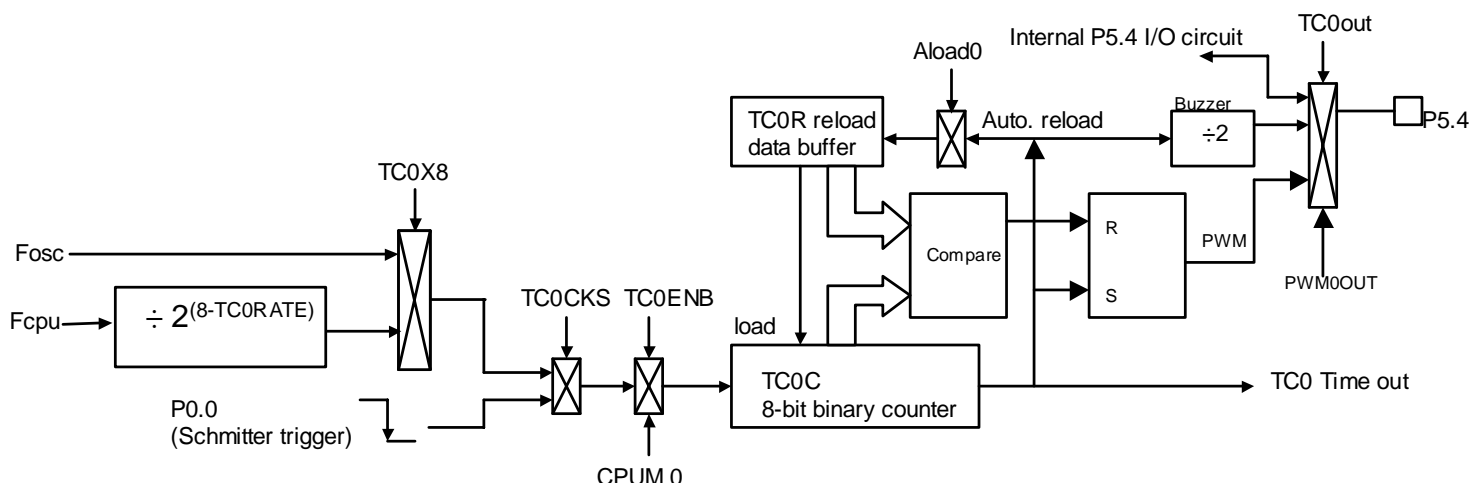 TC0out
Internal P5.4 I/O circuit
Aload0
Buzzer
TC0R reload
data buffer
Auto. reload
÷2
P5.4
TC0X8
Fosc
R
Compare
PWM
PWM0OUT
S
Fcpu
÷ 2(8-TC0RATE)
TC0CKS
TC0ENB
load
TC0C
8-bit binary counter
TC0 Time out
P0.0
(Schmitter trigger)
CPUM 0